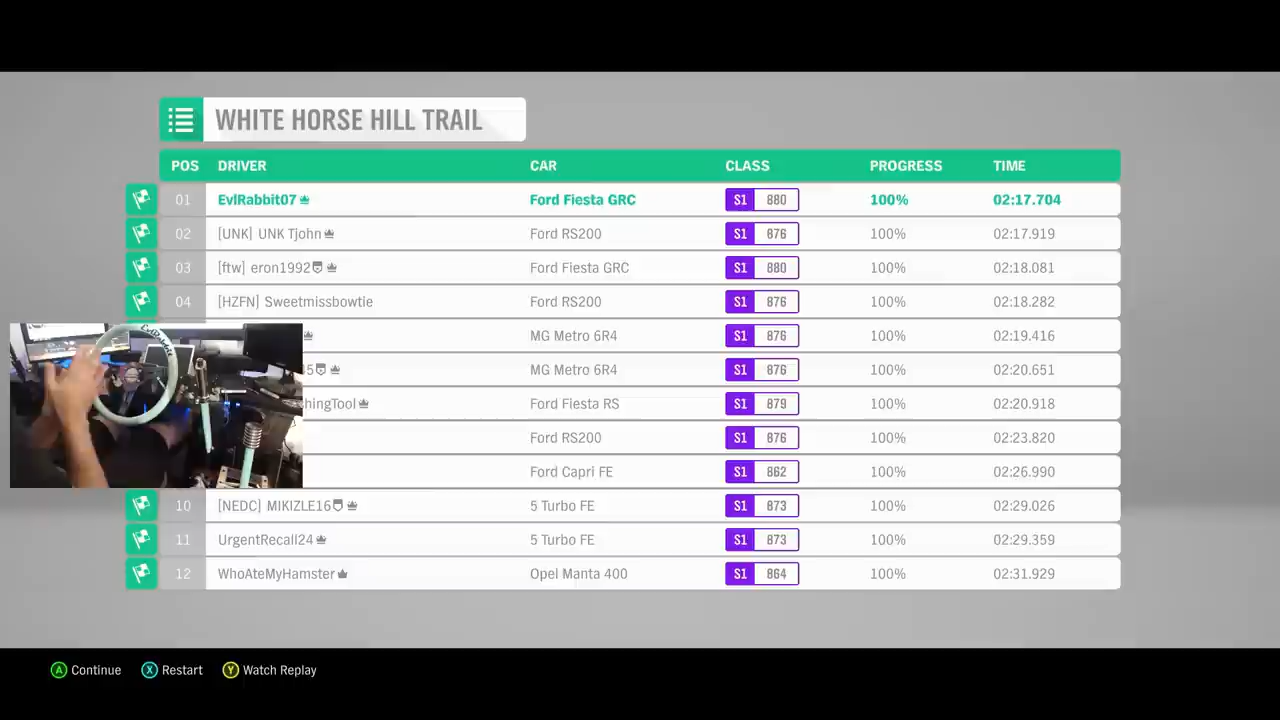 WHITE HORSE HILL TRAIL
POS DRIVER CAR CLASS PROGRESS TIME
01 EvlRabbit07 Ford Fiesta GRC S1 880 100% 02:17.704
02 [UNK] UNK Tjohn Ford RS200 S1 876 100% 02:17.919
03 [ftw] eron1992 Ford Fiesta GRC S1 880 100% 02:18.081
04 [HZFN] Sweetmissbowtie Ford RS200 S1 876 100% 02:18.282
MG Metro 6R4 S1 876 100% 02:19.416
5 MG Metro 6R4 S1 876 100% 02:20.651
hingTool Ford Fiesta RS S1 879 100% 02:20.918
Ford RS200 S1 876 100% 02:23.820
Ford Capri FE S1 862 100% 02:26.990
10 [NEDC] MIKIZLE16 5 Turbo FE S1 873 100% 02:29.026
11 UrgentRecall24 5 Turbo FE S1 873 100% 02:29.359
12 WhoAteMyHamster Opel Manta 400 S1 864 100% 02:31.929
EvlRabbit
A Continue X Restart Y Watch Replay